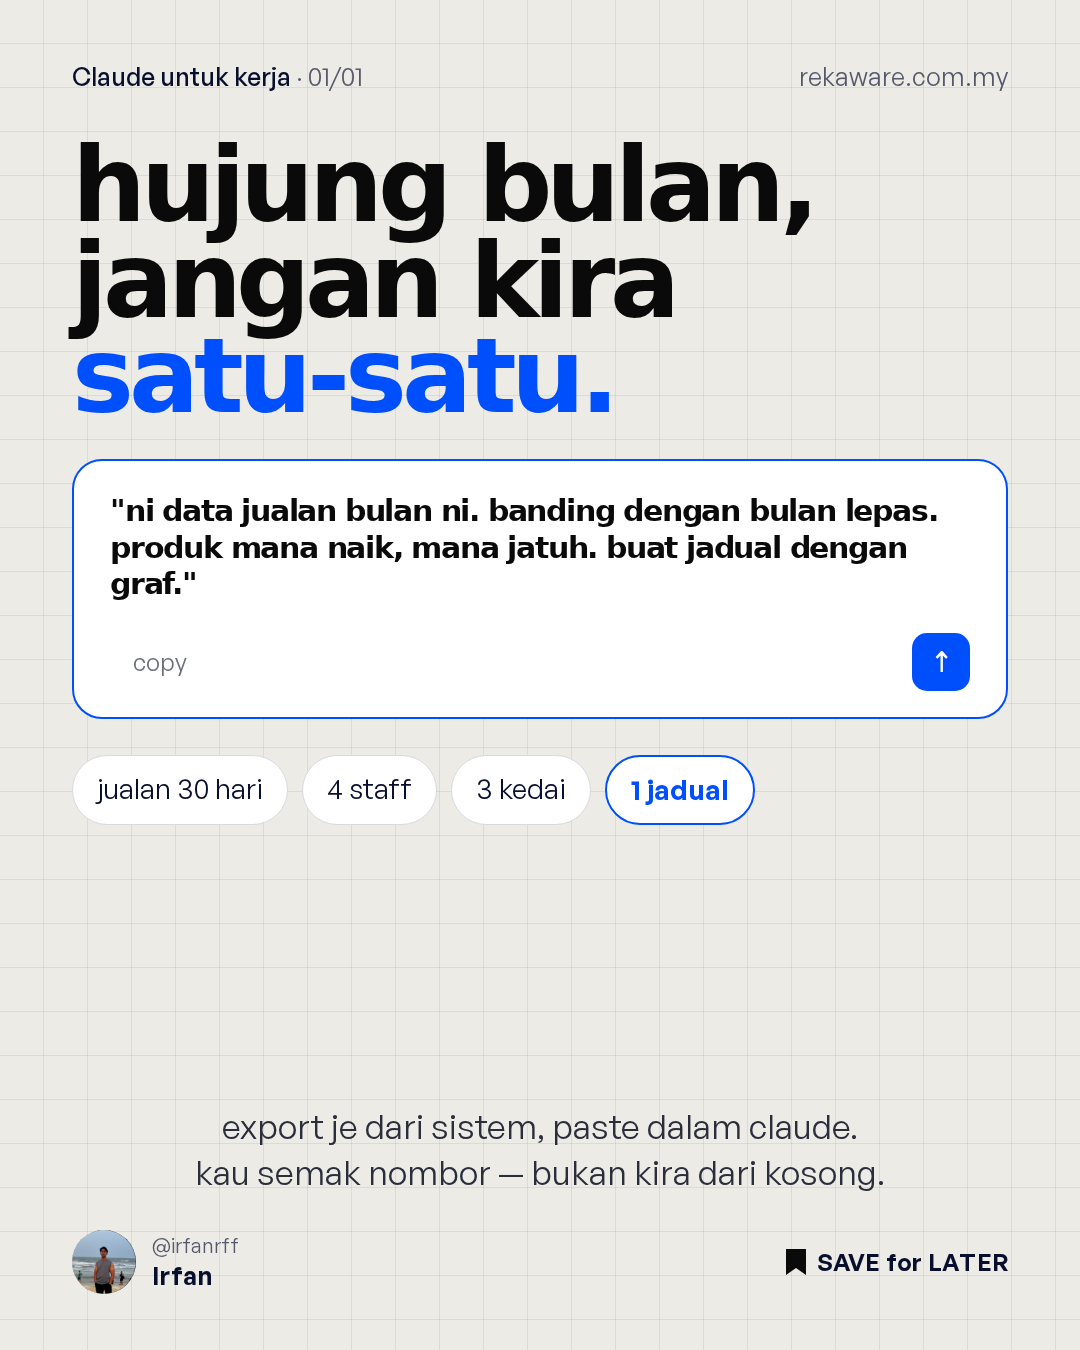 Claude untuk kerja · 01/01
rekaware.com.my
hujung bulan,
jangan kira
satu-satu.
"ni data jualan bulan ni. banding dengan bulan lepas.
produk mana naik, mana jatuh. buat jadual dengan
graf."
copy
↑
jualan 30 hari
4 staff
3 kedai
1 jadual
export je dari sistem, paste dalam claude.
kau semak nombor — bukan kira dari kosong.
@irfanrff
Irfan
SAVE for LATER